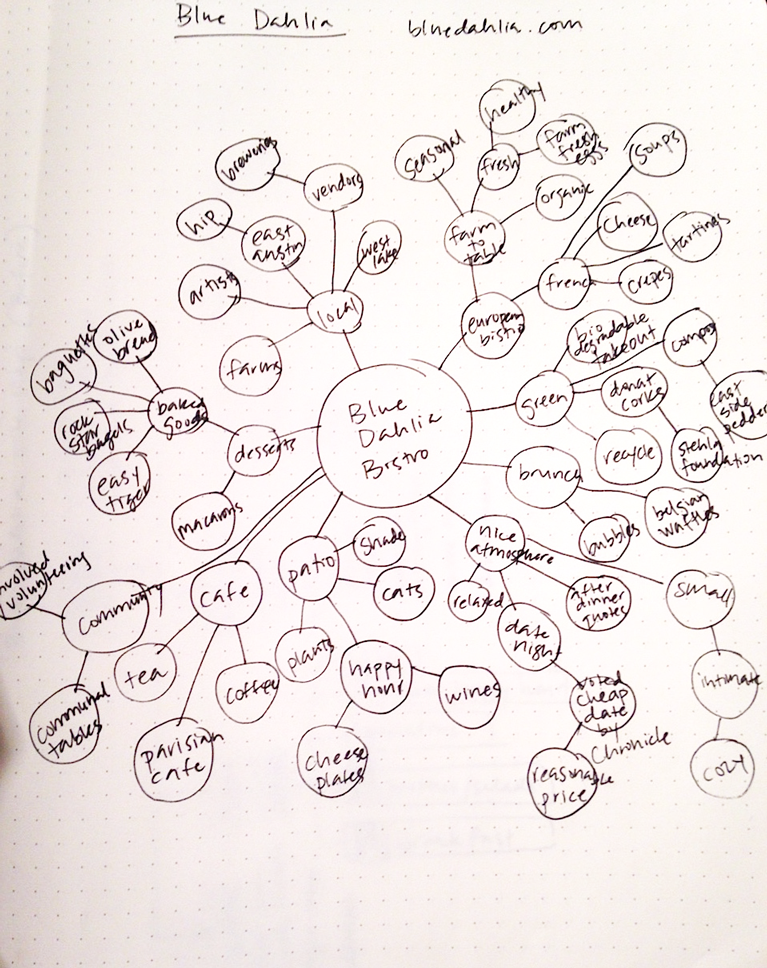 Blue Dahlia
bluedahlia.com
healthy
breweries
vendors
seasonal
fresh
farm
fresh
eggs
soups
hip
east
austin
west
lake
farm
to
table
organic
cheese
tartines
artists
local
french
crepes
european
bistro
baguettes
olive
bread
farms
bio
degradable
takeout
compost
rock
star
bagels
baked
goods
Blue
Dahlia
Bistro
green
donate
corks
east
side
pedder
easy
tiger
desserts
recycle
stehly
foundation
brunch
macarons
bubbles
belgian
waffles
nice
atmosphere
shade
involved
volunteering
community
cafe
patio
cats
relaxed
after
dinner
quotes
small
date
night
communal
tables
tea
coffee
plants
happy
hour
wines
voted
cheap
date
by
Chronicle
intimate
parisian
cafe
cheese
plates
reasonable
price
cozy